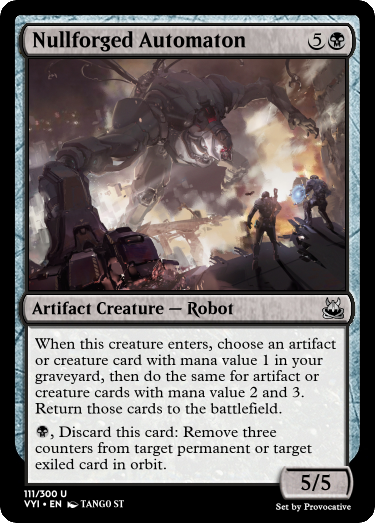 Nullforged Automaton 5
Artifact Creature — Robot
When this creature enters, choose an artifact
or creature card with mana value 1 in your
graveyard, then do the same for artifact or
creature cards with mana value 2 and 3.
Return those cards to the battlefield.
, Discard this card: Remove three
counters from target permanent or target
exiled card in orbit.
5/5
111/300 U
VYI • EN TANGO ST
Set by Provocative